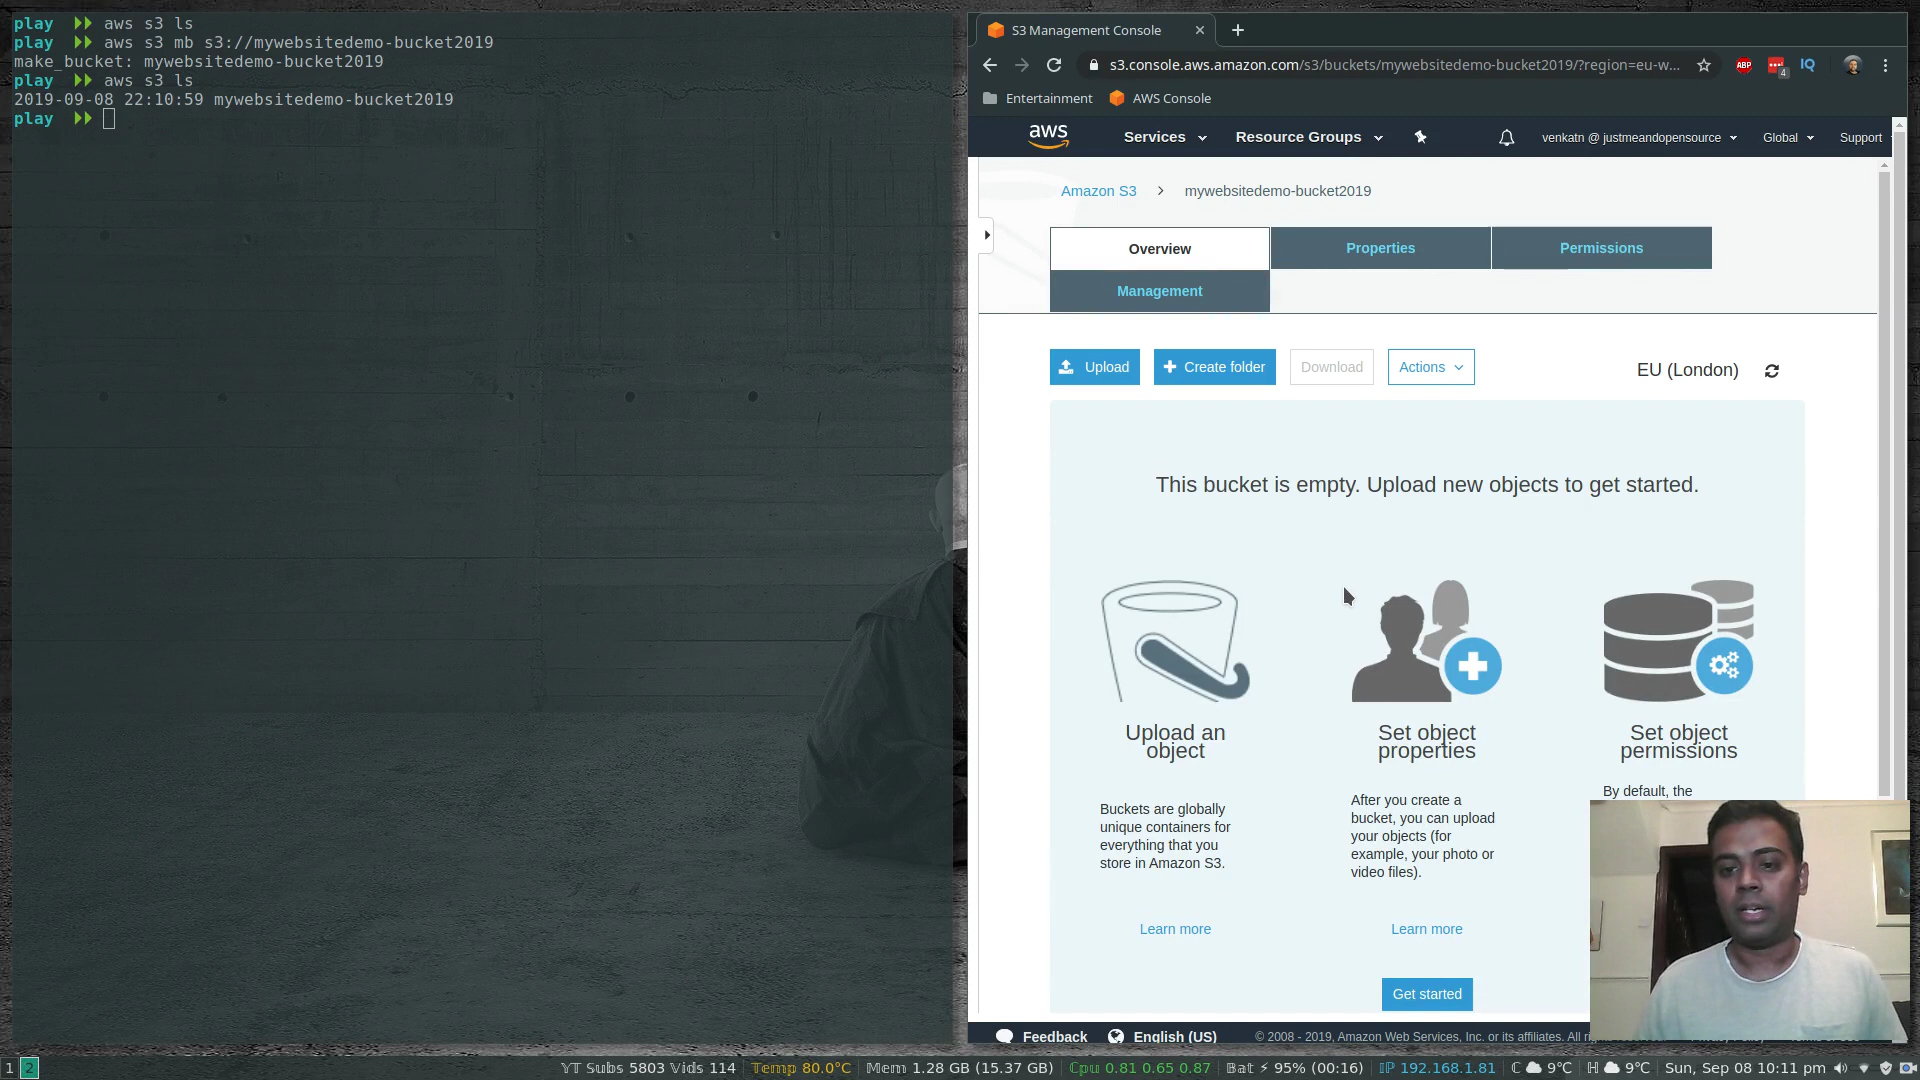 play aws s3 ls
play aws s3 mb s3://mywebsitedemo-bucket2019
make_bucket: mywebsitedemo-bucket2019
play aws s3 ls
2019-09-08 22:10:59 mywebsitedemo-bucket2019
play
S3 Management Console
s3.console.aws.amazon.com/s3/buckets/mywebsitedemo-bucket2019/?region=eu-w...
ABP
4
IQ
Entertainment
AWS Console
aws
Services
Resource Groups
venkatn @ justmeandopensource
Global
Support
Amazon S3 > mywebsitedemo-bucket2019
Overview
Properties
Permissions
Management
Upload
Create folder
Download
Actions
EU (London)
This bucket is empty. Upload new objects to get started.
Upload an
object
Buckets are globally
unique containers for
everything that you
store in Amazon S3.
Learn more
Set object
properties
After you create a
bucket, you can upload
your objects (for
example, your photo or
video files).
Learn more
Get started
Set object
permissions
By default, the
Feedback
English (US)
© 2008 - 2019, Amazon Web Services, Inc. or its affiliates. All
1 2
YT Subs 5803 Vids 114
Temp 80.0°C
Mem 1.28 GB (15.37 GB)
Cpu 0.81 0.65 0.87
Bat ⚡ 95% (00:16)
IP 192.168.1.81
C 9°C
H 9°C
Sun, Sep 08 10:11 pm